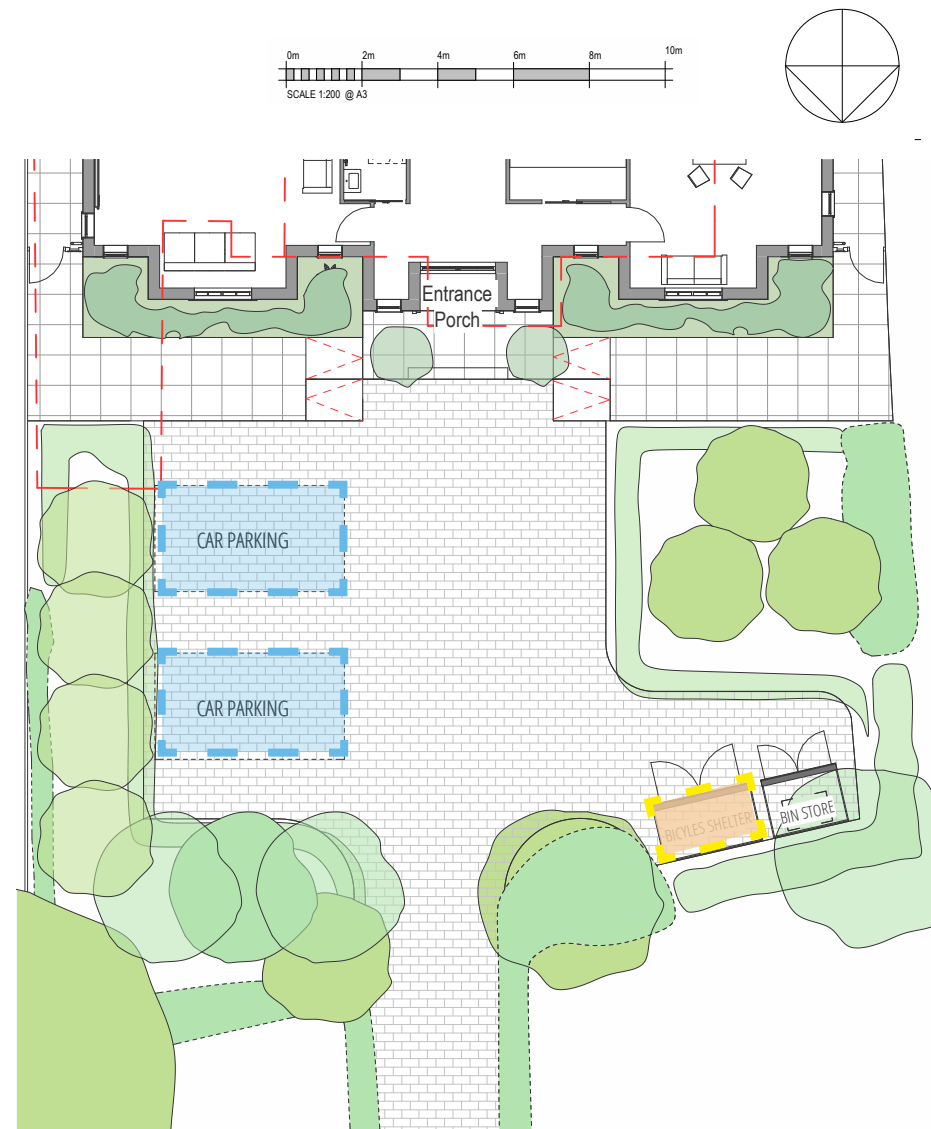 0m 2m 4m 6m 8m 10m
SCALE 1:200 @ A3
Entrance
Porch
CAR PARKING
CAR PARKING
BICYLES SHELTER
BIN STORE